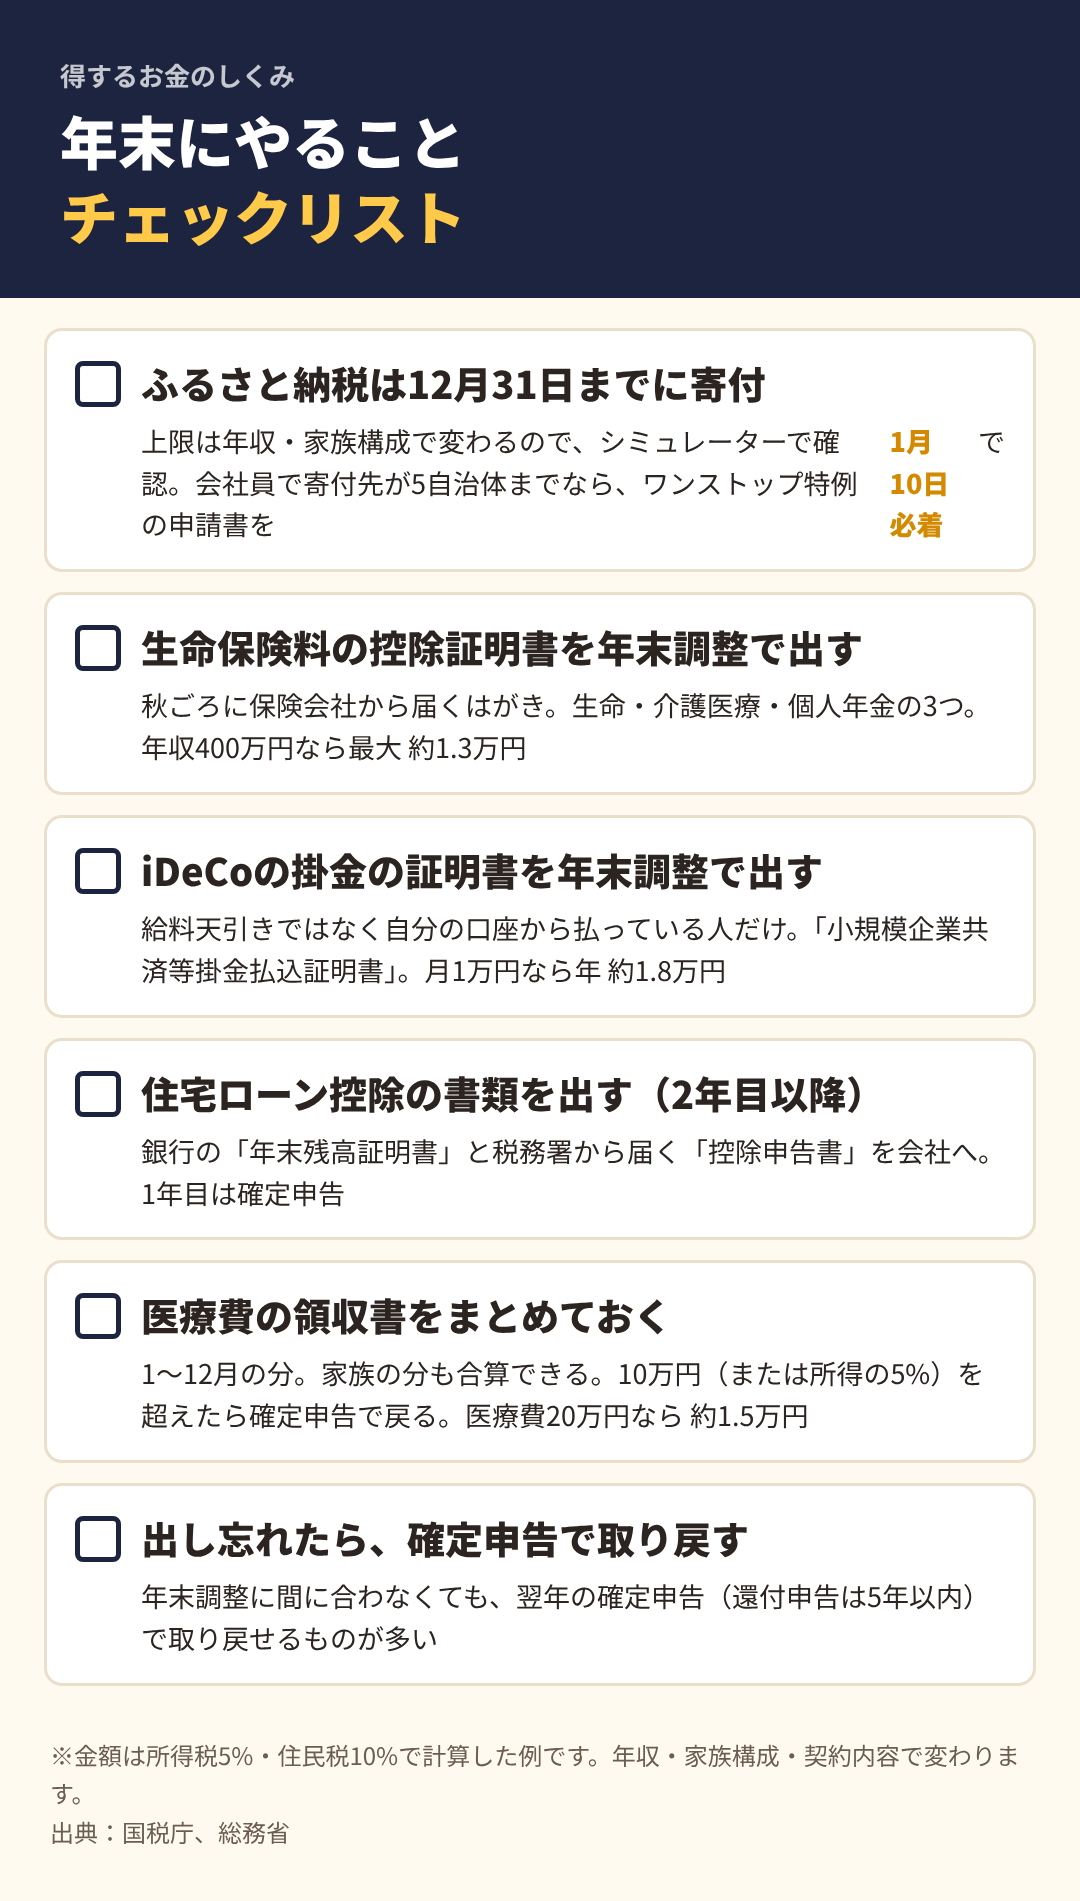 得するお金のしくみ
年末にやること
チェックリスト
ふるさと納税は12月31日までに寄付
上限は年収・家族構成で変わるので、シミュレーターで確
認。会社員で寄付先が5自治体までなら、ワンストップ特例
の申請書を
1月
10日
必着
で
生命保険料の控除証明書を年末調整で出す
秋ごろに保険会社から届くはがき。生命・介護医療・個人年金の3つ。
年収400万円なら最大 約1.3万円
iDeCoの掛金の証明書を年末調整で出す
給料天引きではなく自分の口座から払っている人だけ。「小規模企業共
済等掛金払込証明書」。月1万円なら年 約1.8万円
住宅ローン控除の書類を出す（2年目以降）
銀行の「年末残高証明書」と税務署から届く「控除申告書」を会社へ。
1年目は確定申告
医療費の領収書をまとめておく
1〜12月の分。家族の分も合算できる。10万円（または所得の5%）を
超えたら確定申告で戻る。医療費20万円なら 約1.5万円
出し忘れたら、確定申告で取り戻す
年末調整に間に合わなくても、翌年の確定申告（還付申告は5年以内）
で取り戻せるものが多い
※金額は所得税5%・住民税10%で計算した例です。年収・家族構成・契約内容で変わりま
す。
出典：国税庁、総務省